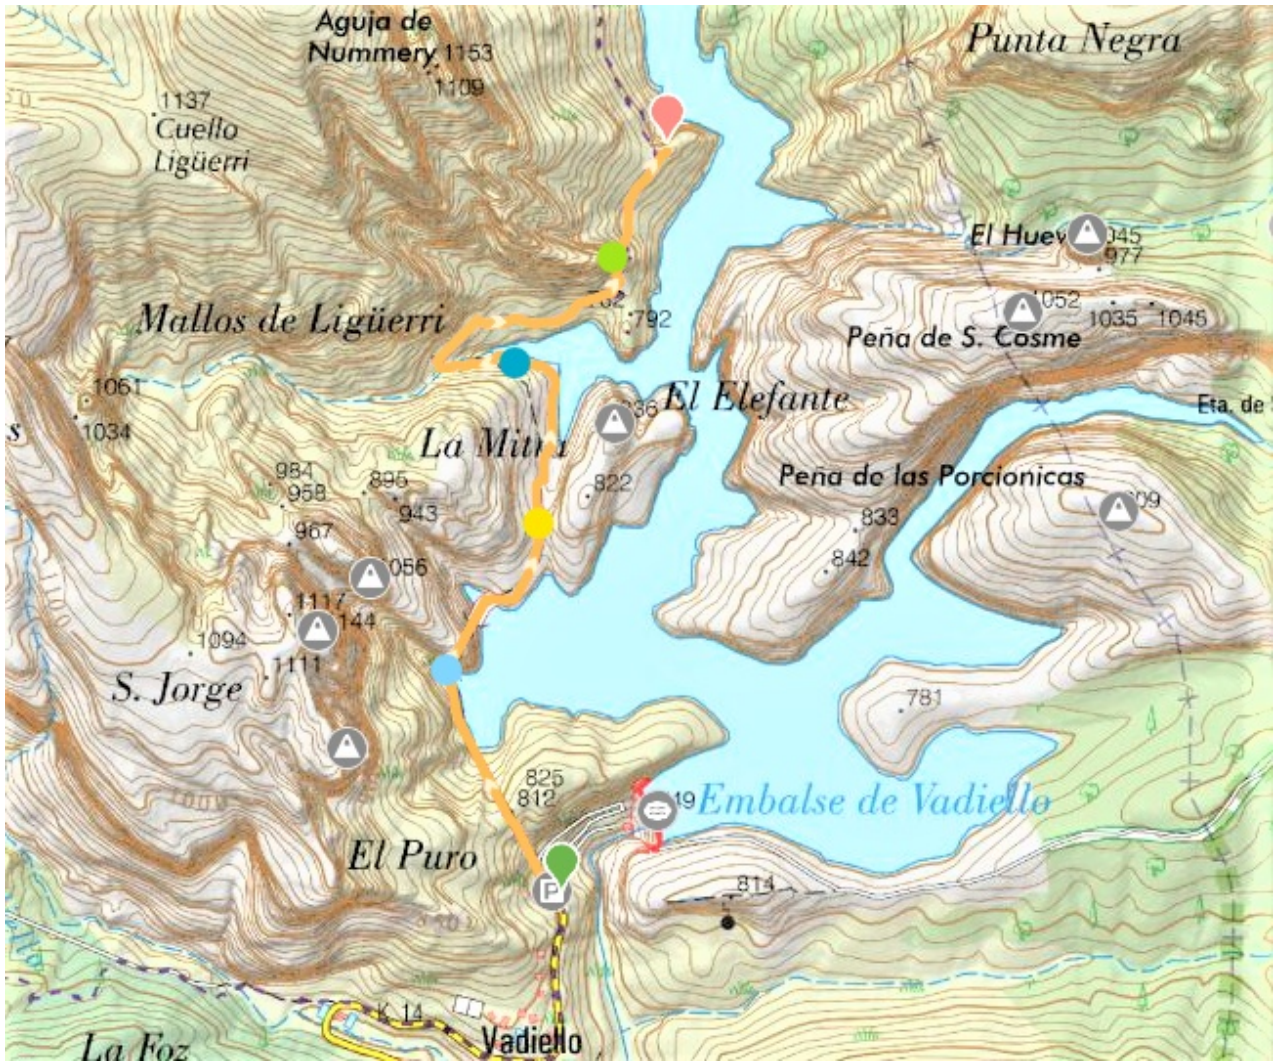 Aguja de
Nummery 1153
1109
Punta Negra
1137
Cuello
Ligüerri
El Huev 045
977
Mallos de Ligüerri
792
1052
1035 1045
Peña de S. Cosme
1061
1034
s
El Elefante
Eta. de
La Mitra
984
958
895
943
822
Peña de las Porcionicas
833
842
967
056
1117
144
1094
1111
S. Jorge
781
825
812
49
Embalse de Vadiello
El Puro
P
814
K 14
Vadiello
La Foz